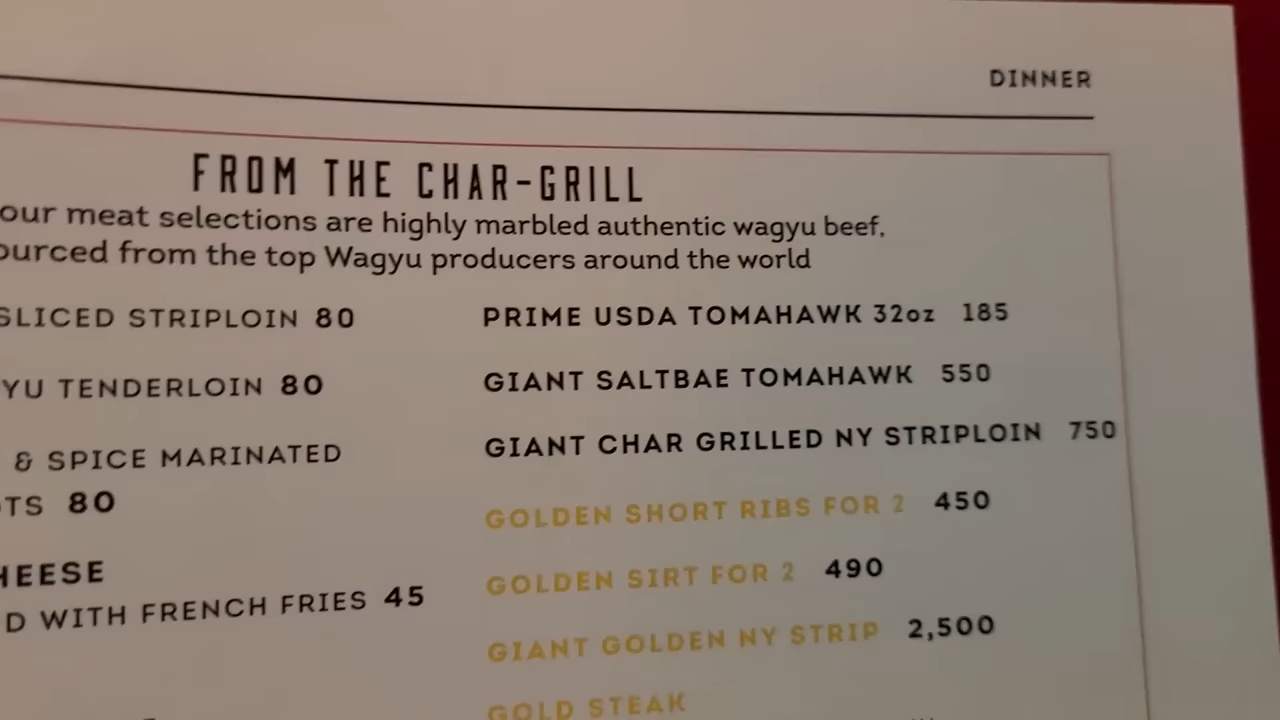 DINNER
FROM THE CHAR-GRILL
our meat selections are highly marbled authentic wagyu beef,
ourced from the top Wagyu producers around the world
SLICED STRIPLOIN 80
YU TENDERLOIN 80
& SPICE MARINATED
OTS 80
HEESE
D WITH FRENCH FRIES 45
PRIME USDA TOMAHAWK 32oz 185
GIANT SALTBAE TOMAHAWK 550
GIANT CHAR GRILLED NY STRIPLOIN 750
GOLDEN SHORT RIBS FOR 2 450
GOLDEN SIRT FOR 2 490
GIANT GOLDEN NY STRIP 2,500
GOLD STEAK